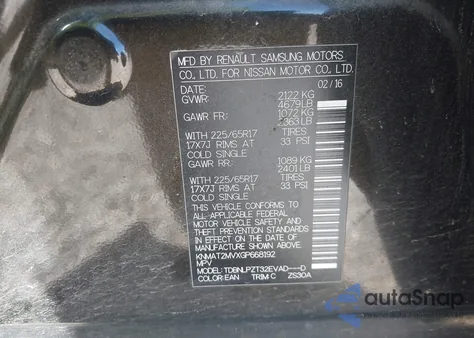 MFD BY RENAULT SAMSUNG MOTORS
CO., LTD. FOR NISSAN MOTOR CO., LTD.
DATE: 02/16
GVWR: 2122 KG
4679LB
GAWR FR: 1072 KG
2363LB
WITH 225/65R17 TIRES
17X7J RIMS AT 33 PSI
COLD SINGLE
GAWR RR: 1089 KG
2401LB
WITH 225/65R17 TIRES
17X7J RIMS AT 33 PSI
COLD SINGLE
THIS VEHICLE CONFORMS TO
ALL-APPLICABLE FEDERAL
MOTOR VEHICLE SAFETY
THEFT-PREVENTION STANDARDS
IN EFFECT ON THE DATE OF
MANUFACTURE SHOWN ABOVE.
KNMAT2MVXGP668192
MPV
MODEL: TDBNLPZT32EVAD----D
COLOR:EAN TRIM: C ZS30A
autoSnap